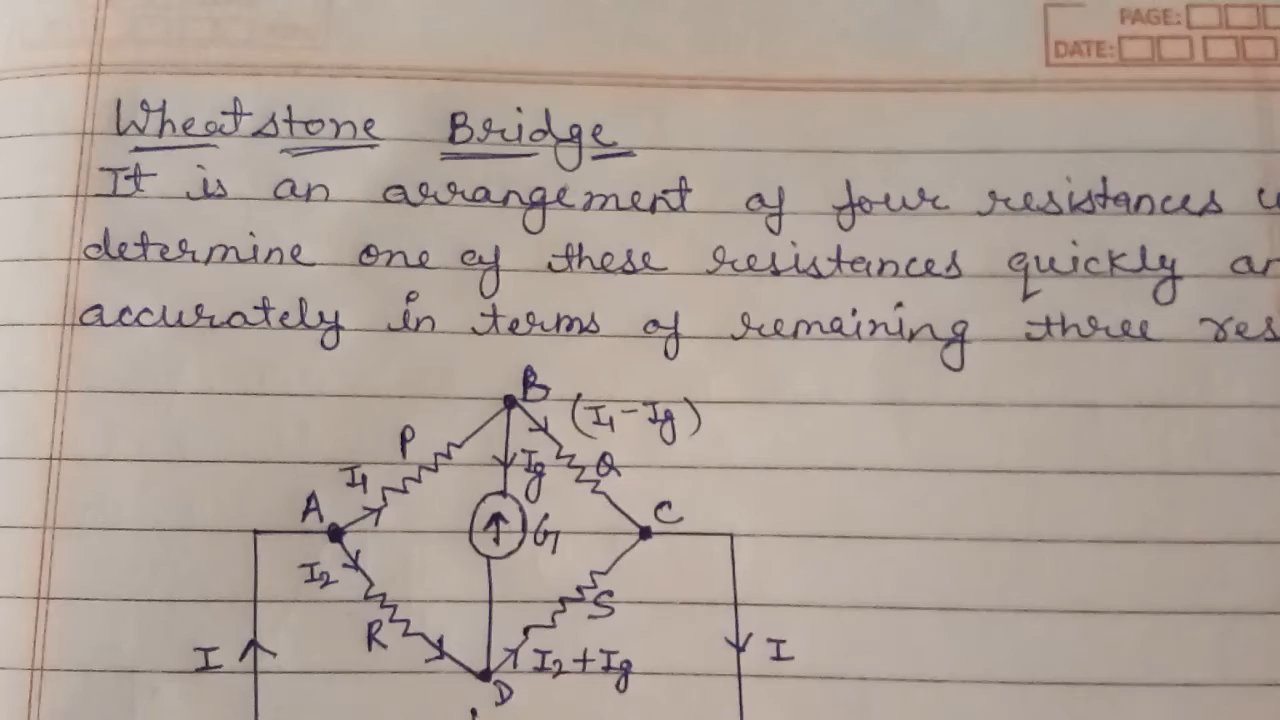 PAGE:
DATE:
Wheatstone Bridge
It is an arrangement of four resistances
determine one of these resistances quickly
accurately in terms of remaining three res
B
(I1-Ig)
P
I1
Ig
Q
A
G
C
I2
S
R
I
I2+Ig
I
D